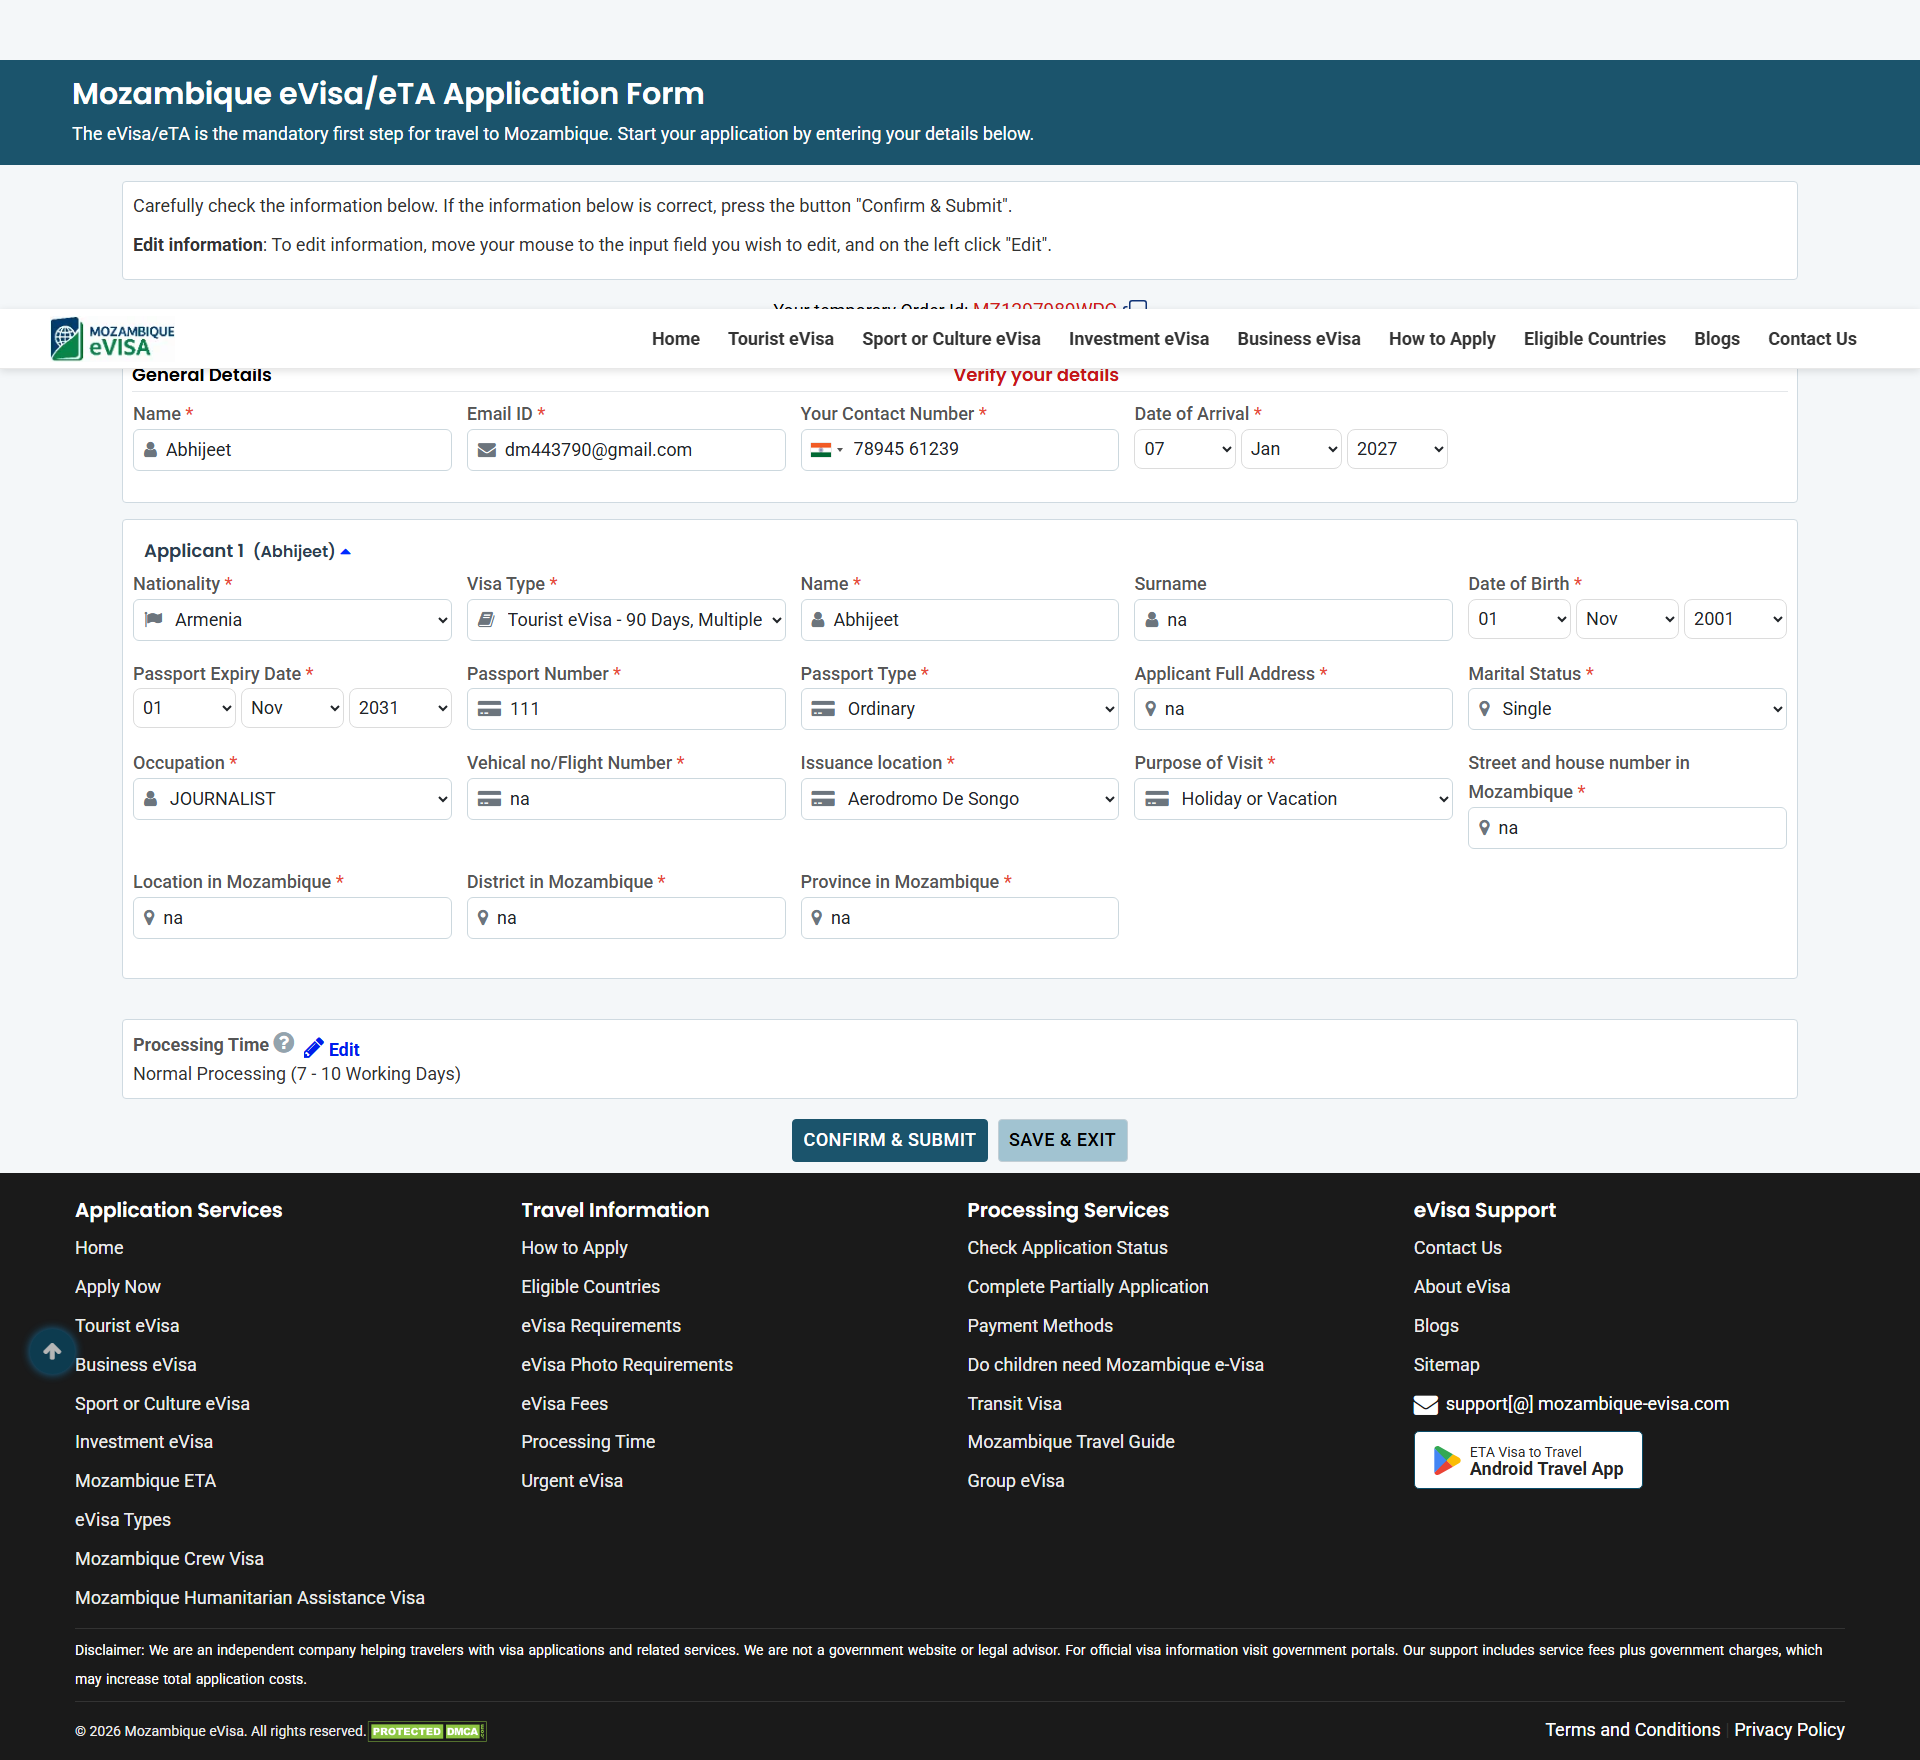 Mozambique eVisa/eTA Application Form
The eVisa/eTA is the mandatory first step for travel to Mozambique. Start your application by entering your details below.
Carefully check the information below. If the information below is correct, press the button "Confirm & Submit".
Edit information: To edit information, move your mouse to the input field you wish to edit, and on the left click "Edit".
Your temporary Order Id:
MOZAMBIQUE
eVISA
Home Tourist eVisa Sport or Culture eVisa Investment eVisa Business eVisa How to Apply Eligible Countries Blogs Contact Us
General Details Verify your details
Name * Email ID * Your Contact Number * Date of Arrival *
Abhijeet dm443790@gmail.com 78945 61239 07 Jan 2027
Applicant 1 (Abhijeet)
Nationality * Visa Type * Name * Surname Date of Birth *
Armenia Tourist eVisa - 90 Days, Multiple Abhijeet na 01 Nov 2001
Passport Expiry Date * Passport Number * Passport Type * Applicant Full Address * Marital Status *
01 Nov 2031 111 Ordinary na Single
Occupation * Vehical no/Flight Number * Issuance location * Purpose of Visit * Street and house number in
Mozambique *
JOURNALIST na Aerodromo De Songo Holiday or Vacation
na
Location in Mozambique * District in Mozambique * Province in Mozambique *
na na na
Processing Time ? Edit
Normal Processing (7 - 10 Working Days)
CONFIRM & SUBMIT SAVE & EXIT
Application Services Travel Information Processing Services eVisa Support
Home How to Apply Check Application Status Contact Us
Apply Now Eligible Countries Complete Partially Application About eVisa
Tourist eVisa eVisa Requirements Payment Methods Blogs
Business eVisa eVisa Photo Requirements Do children need Mozambique e-Visa Sitemap
Sport or Culture eVisa eVisa Fees Transit Visa support[@] mozambique-evisa.com
Investment eVisa Processing Time Mozambique Travel Guide ETA Visa to Travel
Mozambique ETA Urgent eVisa Group eVisa Android Travel App
eVisa Types
Mozambique Crew Visa
Mozambique Humanitarian Assistance Visa
Disclaimer: We are an independent company helping travelers with visa applications and related services. We are not a government website or legal advisor. For official visa information visit government portals. Our support includes service fees plus government charges, which
may increase total application costs.
© 2026 Mozambique eVisa. All rights reserved. PROTECTED DMCA Terms and Conditions Privacy Policy